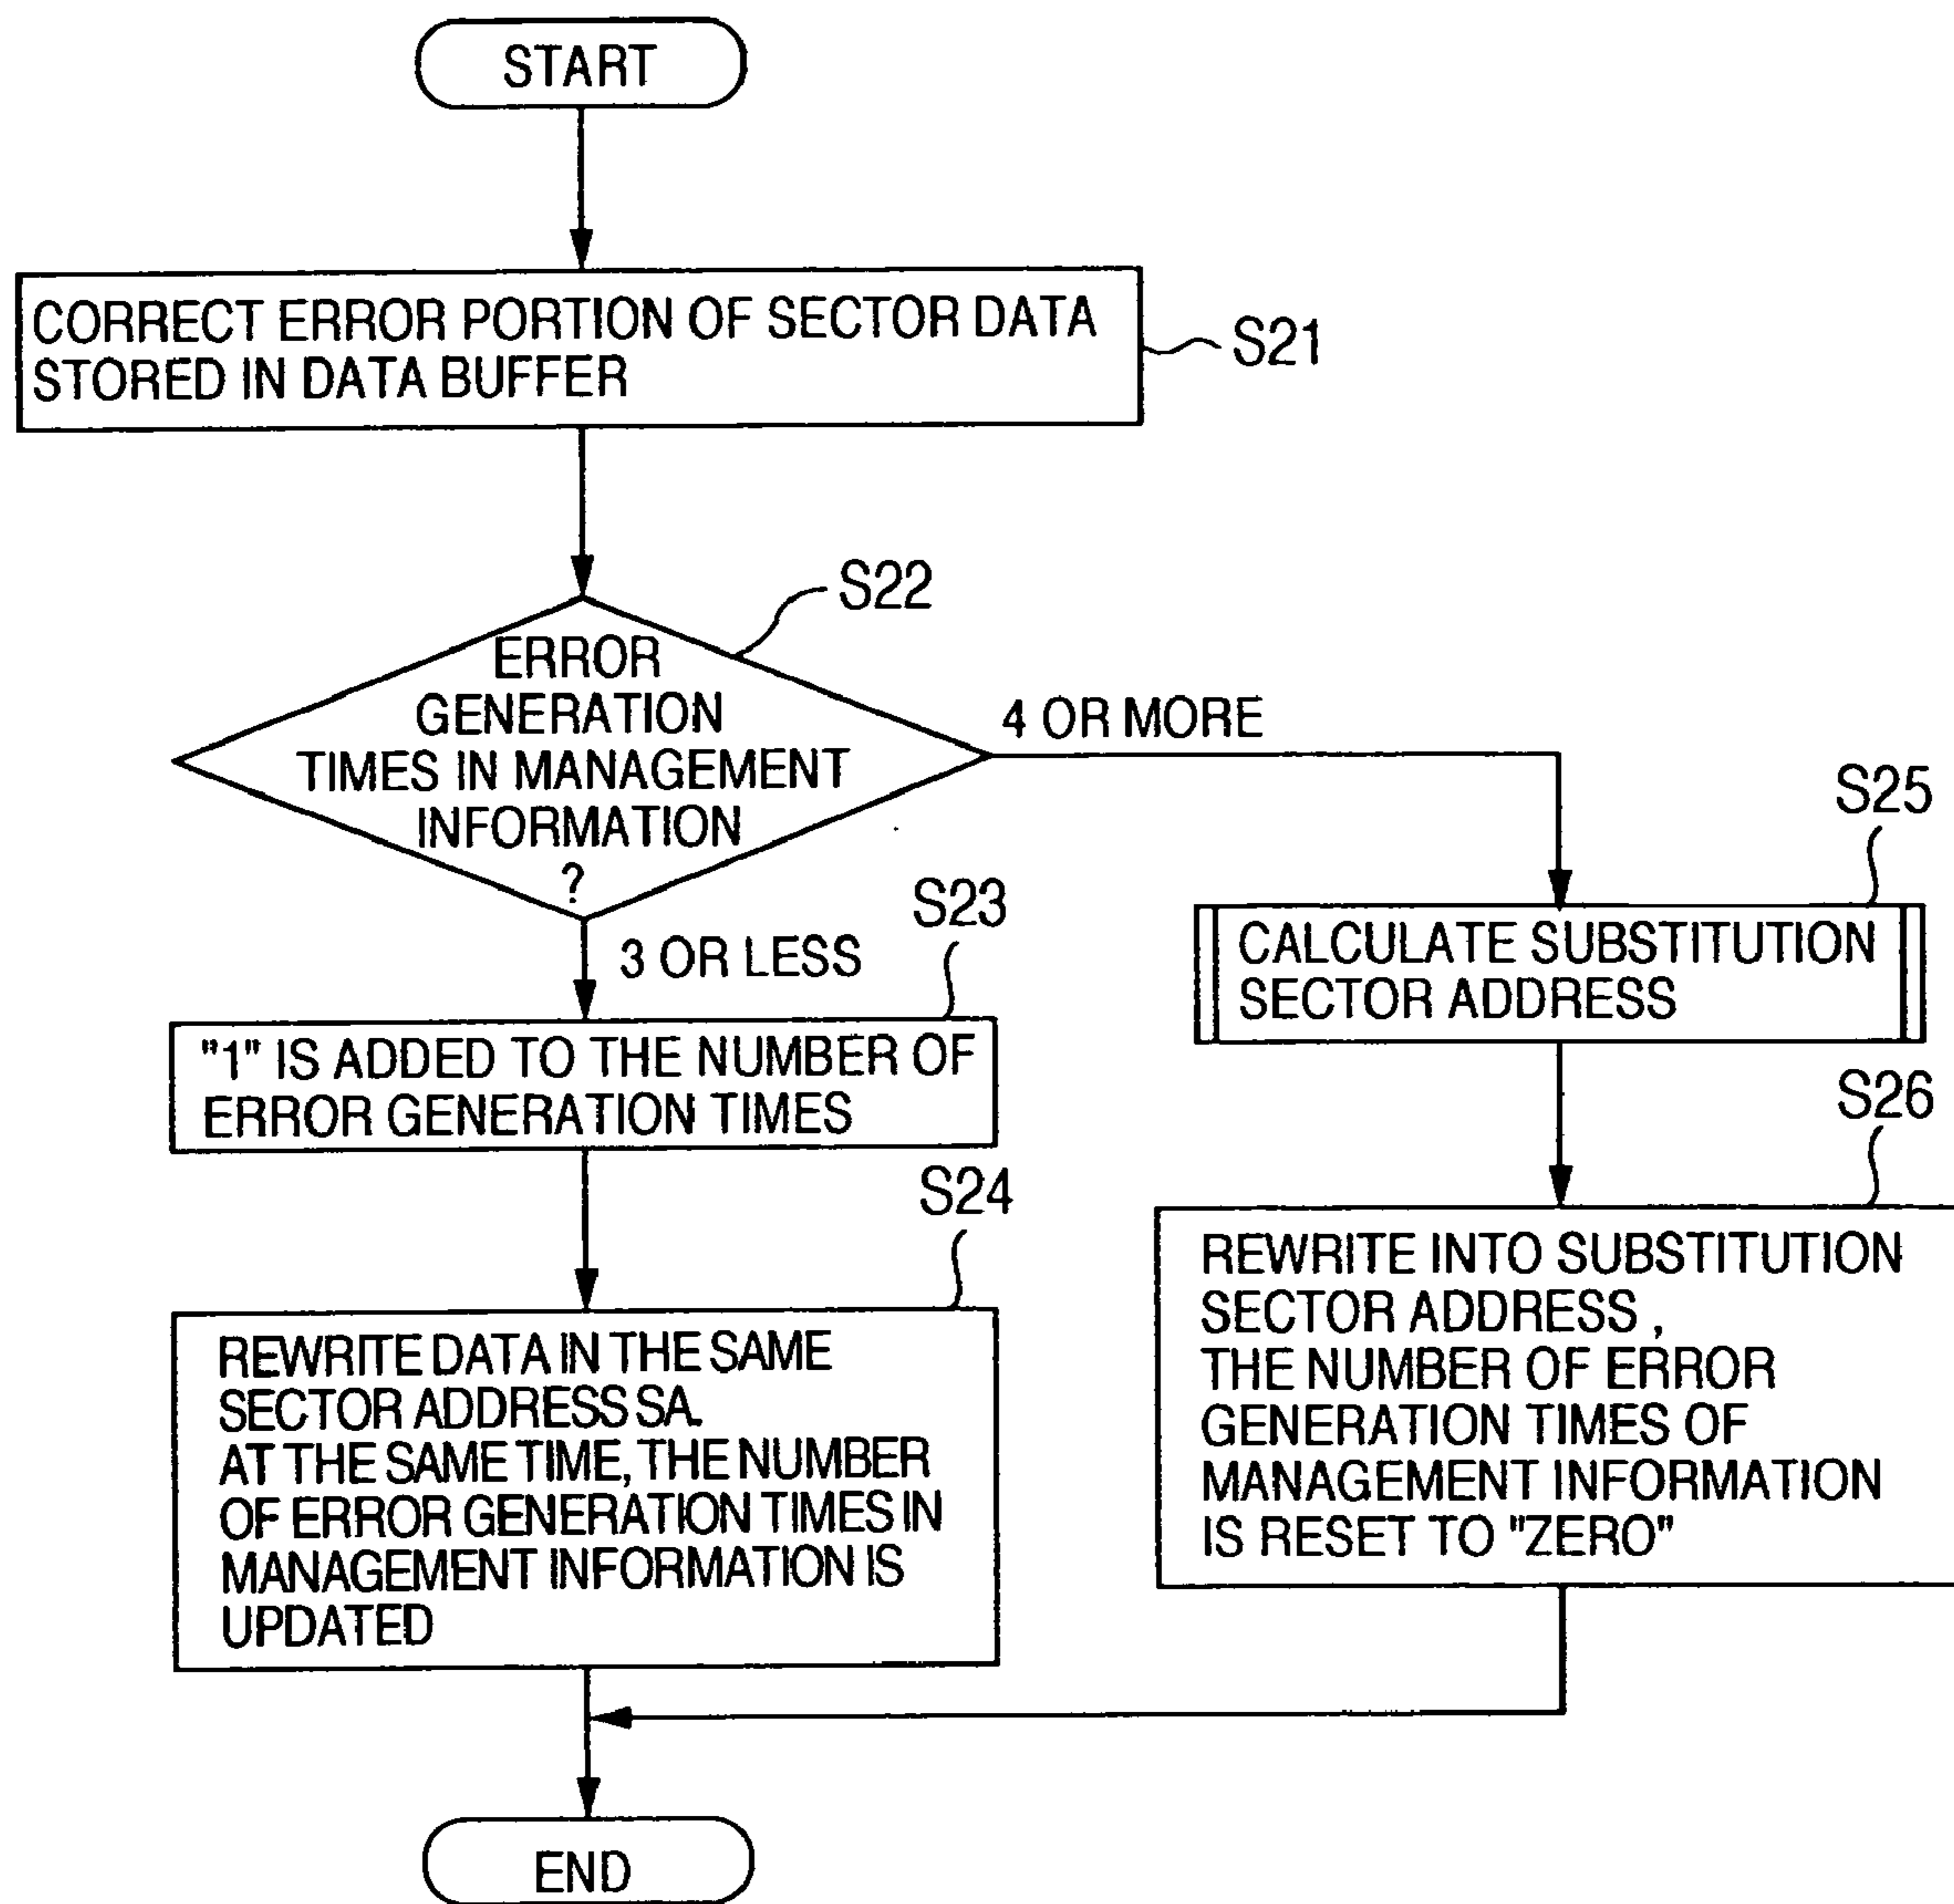 START
CORRECT ERROR PORTION OF SECTOR DATA
STORED IN DATA BUFFER
S21
S22
ERROR
GENERATION
TIMES IN MANAGEMENT
INFORMATION
?
4 OR MORE
3 OR LESS
S23
"1" IS ADDED TO THE NUMBER OF
ERROR GENERATION TIMES
S24
REWRITE DATA IN THE SAME
SECTOR ADDRESS SA.
AT THE SAME TIME, THE NUMBER
OF ERROR GENERATION TIMES IN
MANAGEMENT INFORMATION IS
UPDATED
S25
CALCULATE SUBSTITUTION
SECTOR ADDRESS
S26
REWRITE INTO SUBSTITUTION
SECTOR ADDRESS ,
THE NUMBER OF ERROR
GENERATION TIMES OF
MANAGEMENT INFORMATION
IS RESET TO "ZERO"
END